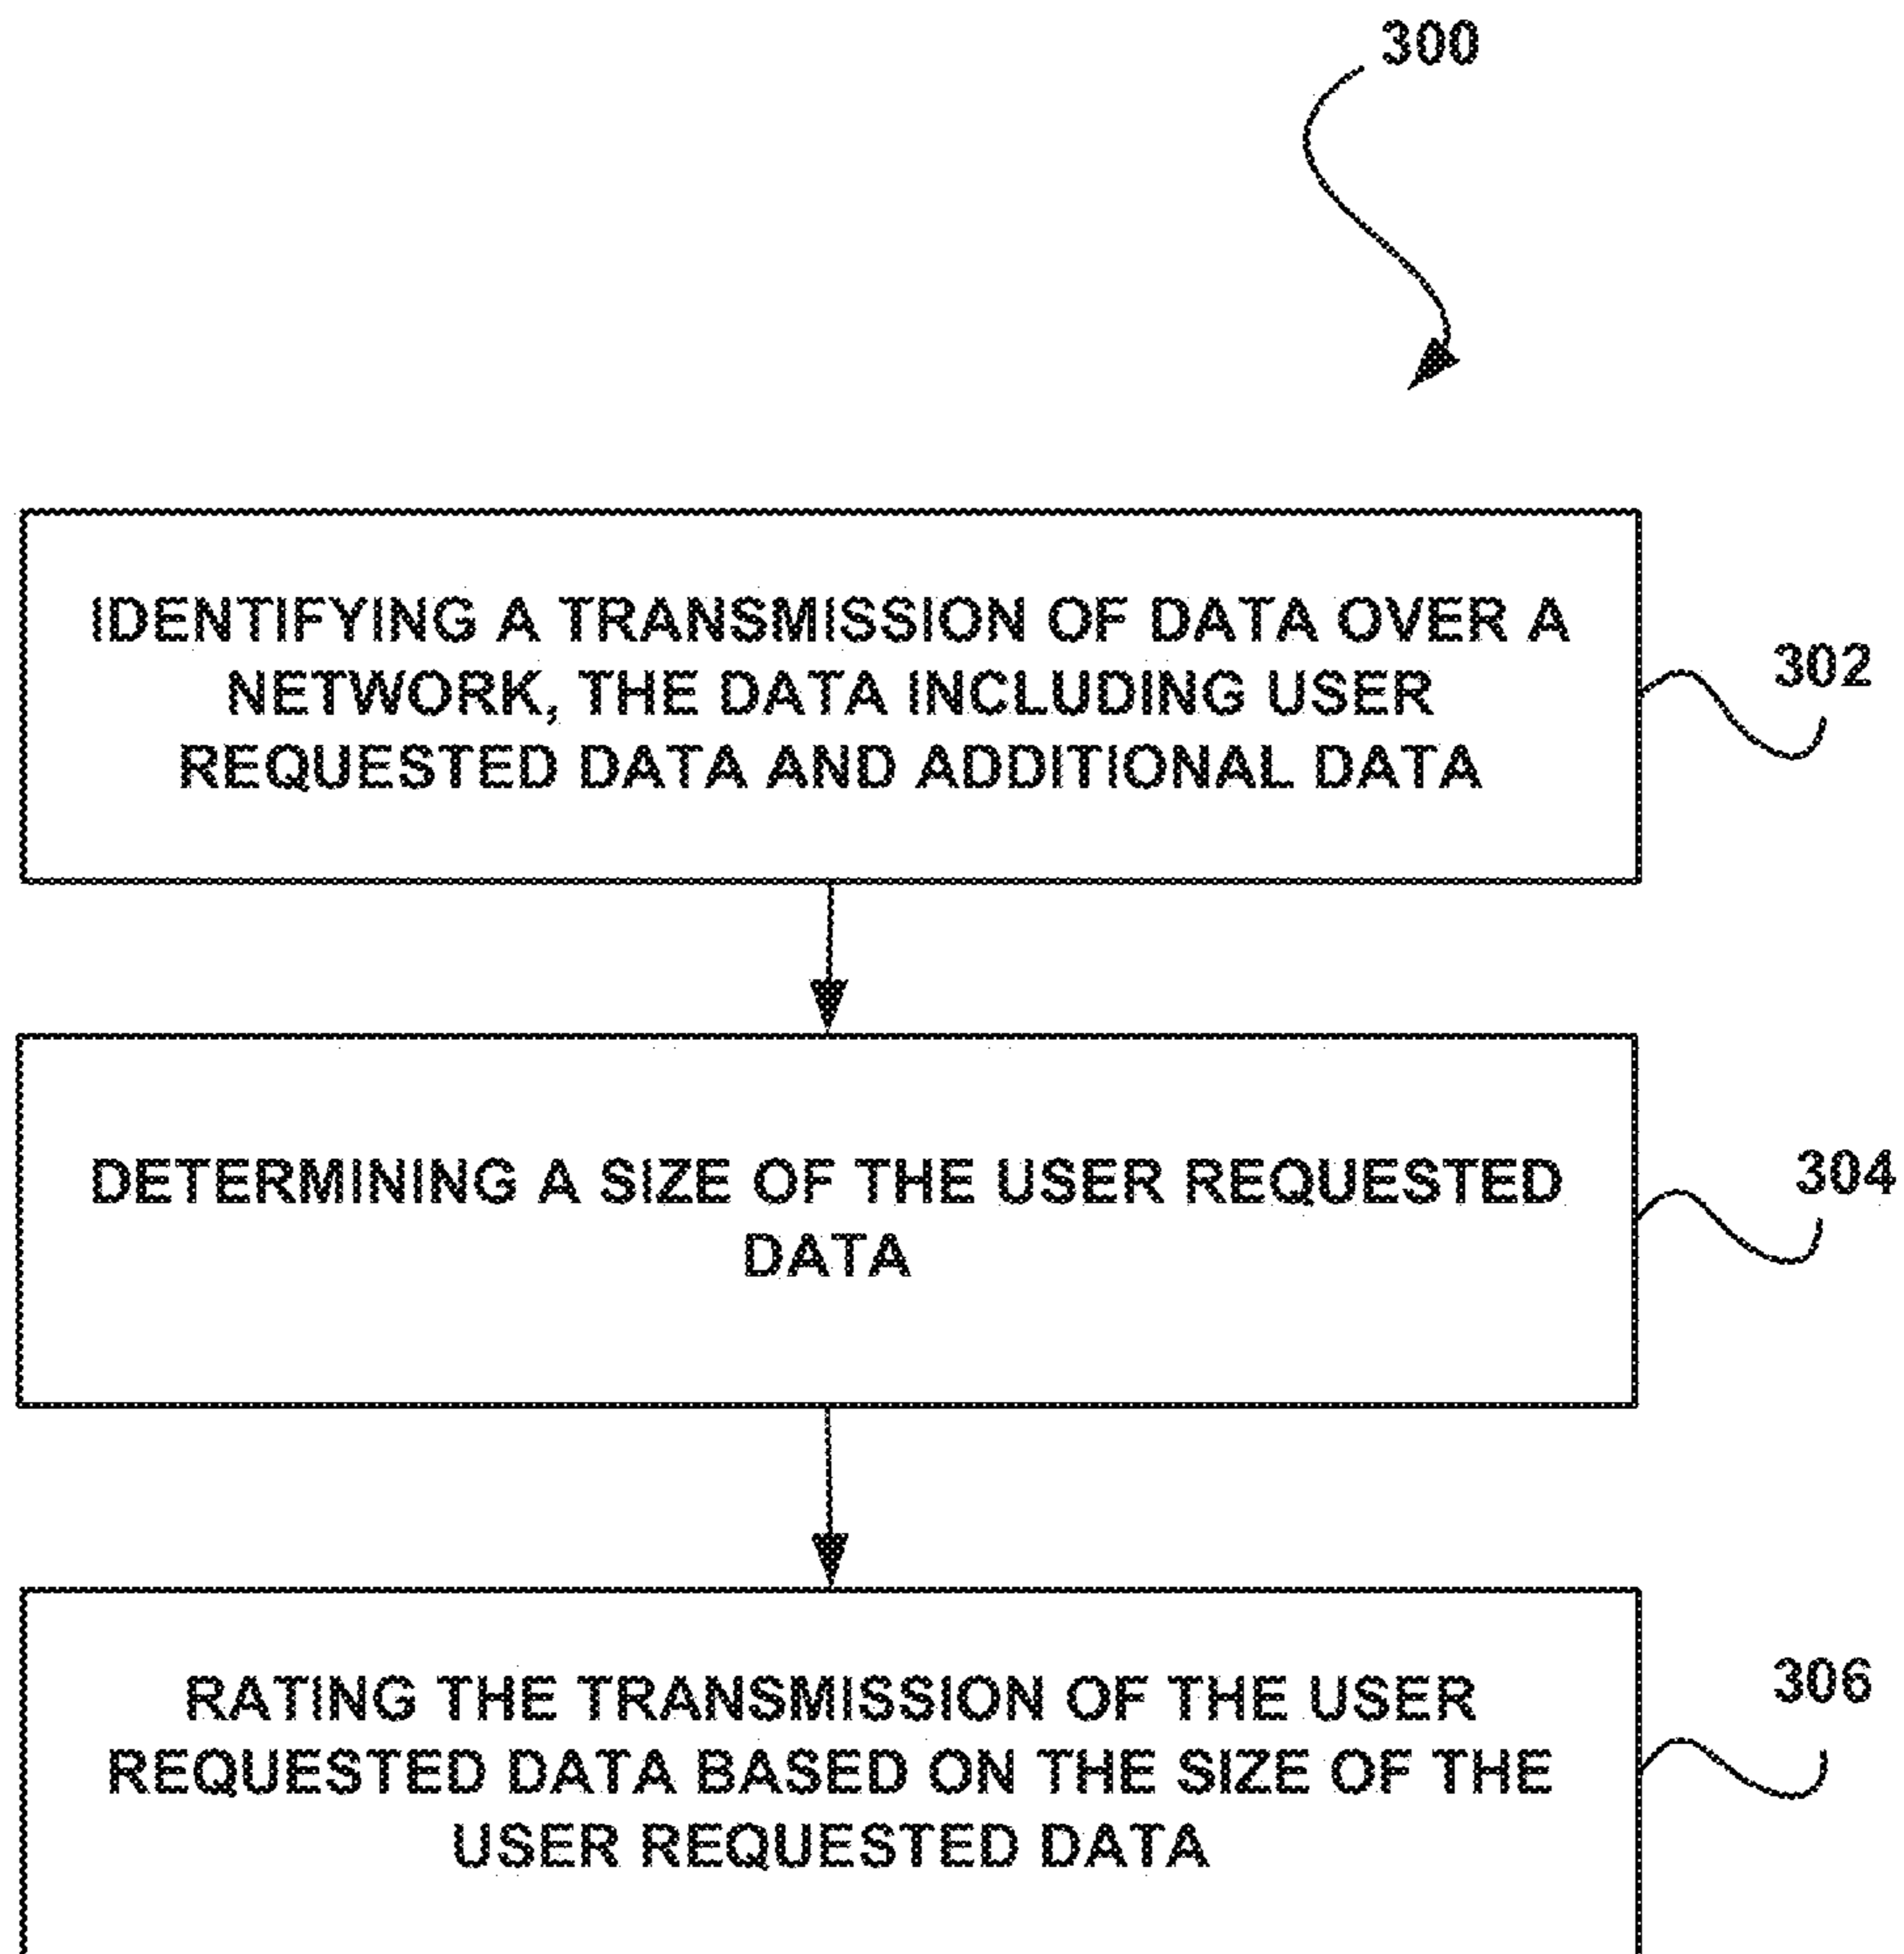 300
IDENTIFYING A TRANSMISSION OF DATA OVER A
NETWORK, THE DATA INCLUDING USER
REQUESTED DATA AND ADDITIONAL DATA
302
DETERMINING A SIZE OF THE USER REQUESTED
DATA
304
RATING THE TRANSMISSION OF THE USER
REQUESTED DATA BASED ON THE SIZE OF THE
USER REQUESTED DATA
306